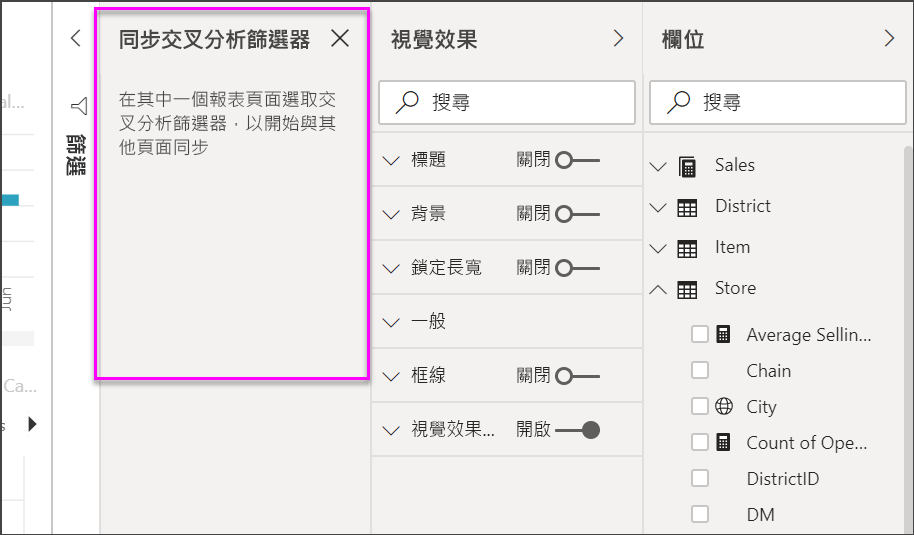 al...
Jun
Ca...
s
篩選
同步交叉分析篩選器
在其中一個報表頁面選取交
叉分析篩選器，以開始與其
他頁面同步
視覺效果
搜尋
標題 關閉
背景 關閉
鎖定長寬 關閉
一般
框線 關閉
視覺效果... 開啟
欄位
搜尋
Sales
District
Item
Store
Average Sellin...
Chain
City
Count of Ope...
DistrictID
DM